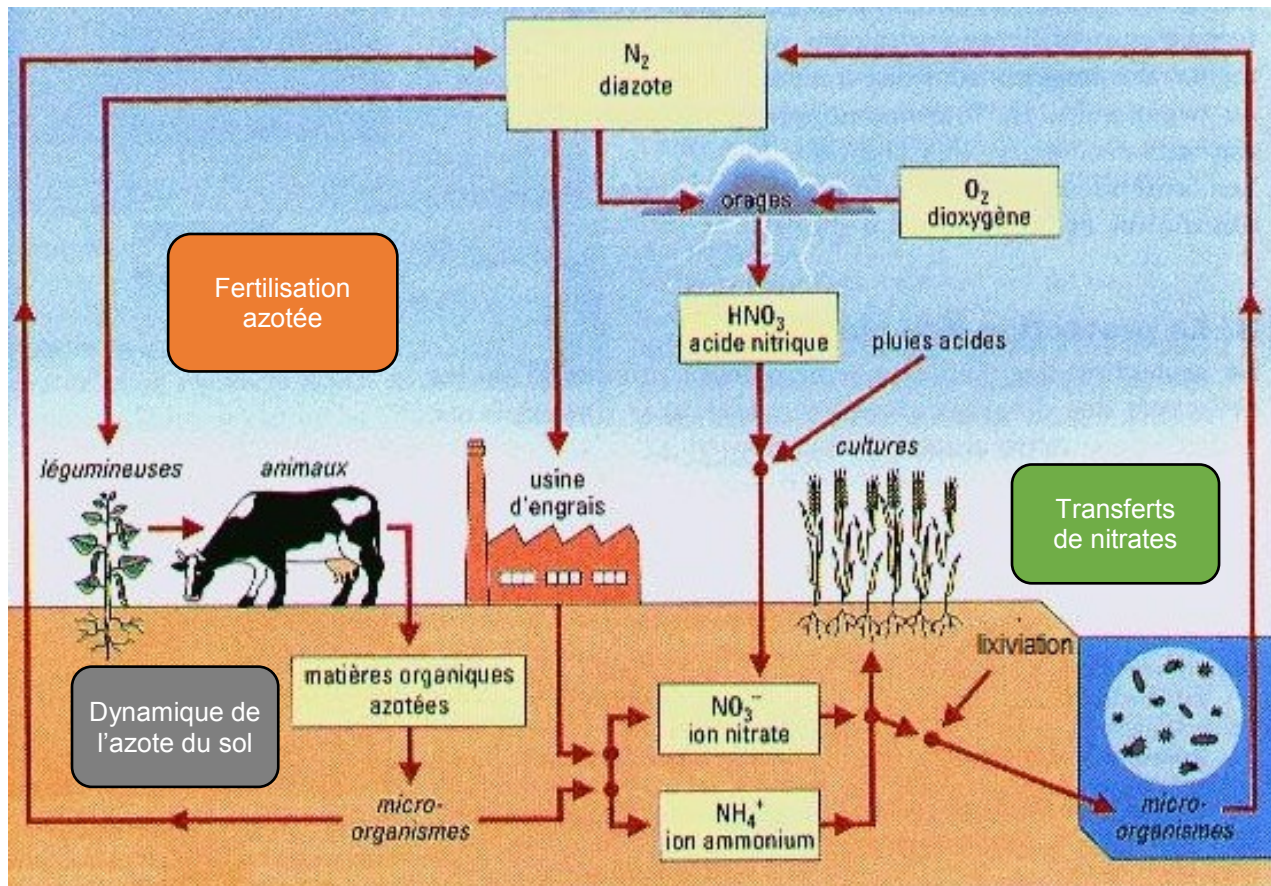 N₂
diazote
orages
O₂
dioxygène
Fertilisation
azotée
HNO₃
acide nitrique
pluies acides
légumineuses
animaux
usine
d'engrais
cultures
Transferts
de nitrates
lixiviation
matières organiques
azotées
Dynamique de
l'azote du sol
NO₃⁻
ion nitrate
micro-
organismes
NH₄⁺
ion ammonium
micro-
organismes